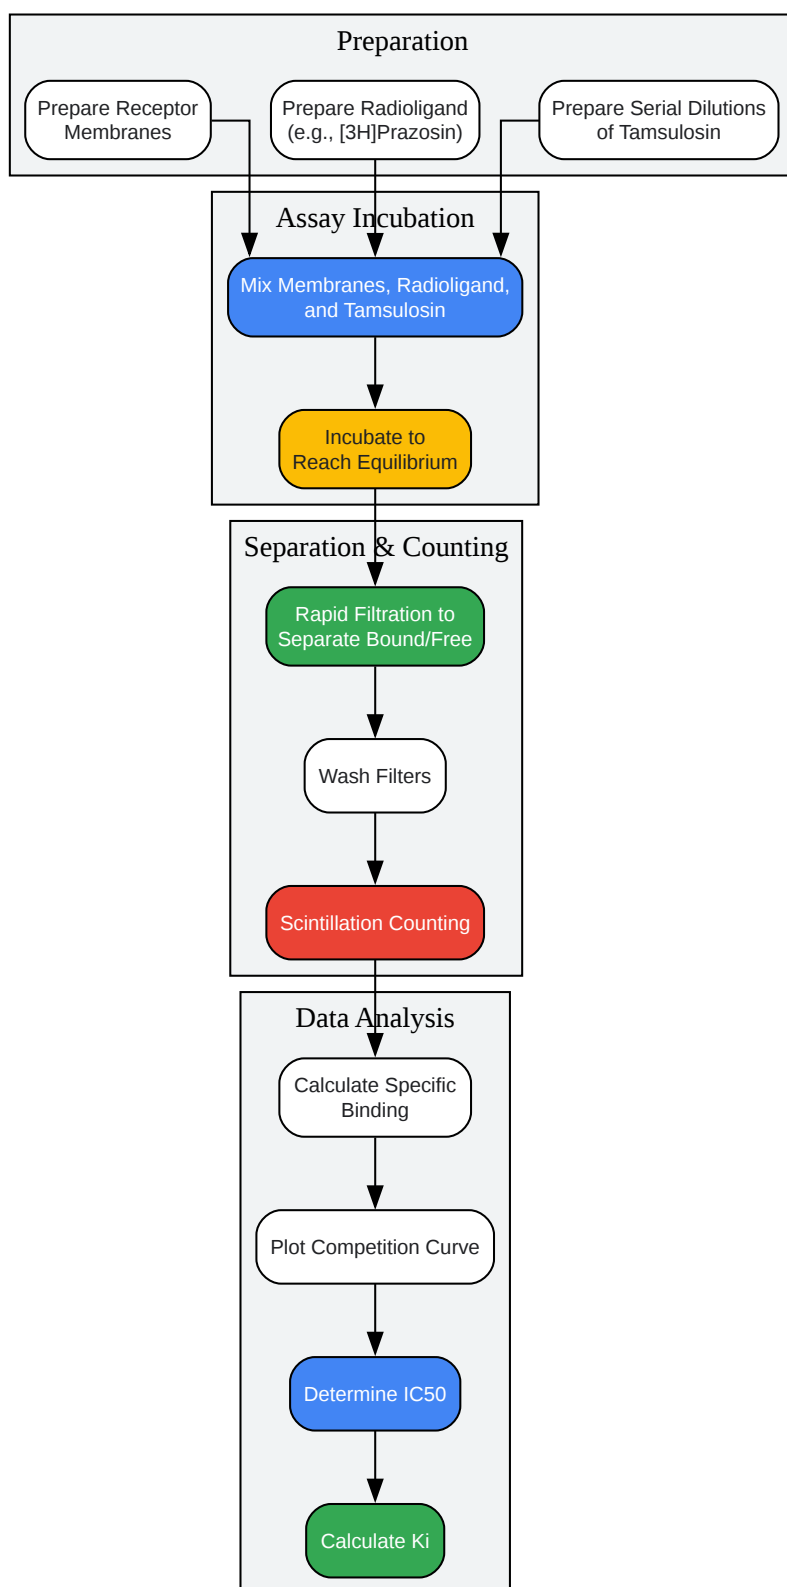 Preparation
Prepare Receptor
Membranes
Prepare Radioligand
(e.g., [3H]Prazosin)
Prepare Serial Dilutions
of Tamsulosin
Assay Incubation
Mix Membranes, Radioligand,
and Tamsulosin
Incubate to
Reach Equilibrium
Separation & Counting
Rapid Filtration to
Separate Bound/Free
Wash Filters
Scintillation Counting
Data Analysis
Calculate Specific
Binding
Plot Competition Curve
Determine IC50
Calculate Ki